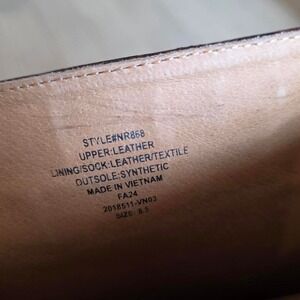 STYLE#NR868
UPPER:LEATHER
LINING/SOCK:LEATHER/TEXTILE
OUTSOLE:SYNTHETIC
MADE IN VIETNAM
FA24
2018511-VN03
SIZE: 8.5